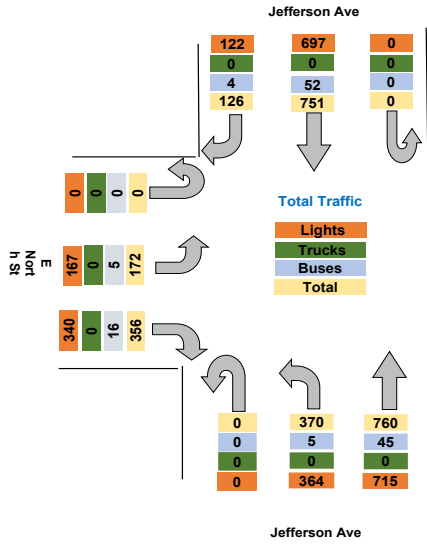 Jefferson Ave
122 697 0
0 0 0
4 52 0
126 751 0
0 0 0 0
Total Traffic
Lights
Trucks
Buses
Total
E
Nort
h St
167 0 5 172
340 0 16 356
0 370 760
0 5 45
0 0 0
0 364 715
Jefferson Ave